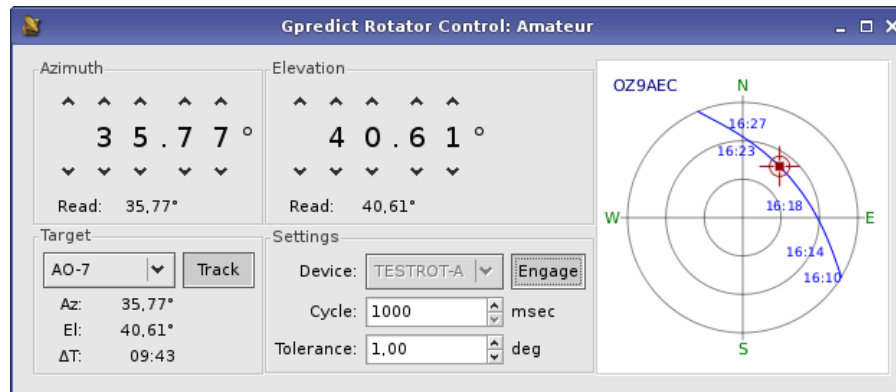 Gpredict Rotator Control: Amateur
Azimuth
35.77°
Read: 35,77°
Elevation
40.61°
Read: 40,61°
Target
AO-7
Track
Az: 35,77°
El: 40,61°
ΔT: 09:43
Settings
Device: TESTROT-A
Engage
Cycle: 1000 msec
Tolerance: 1,00 deg
OZ9AEC
N
16:27
16:23
16:18
W
E
16:14
16:10
S